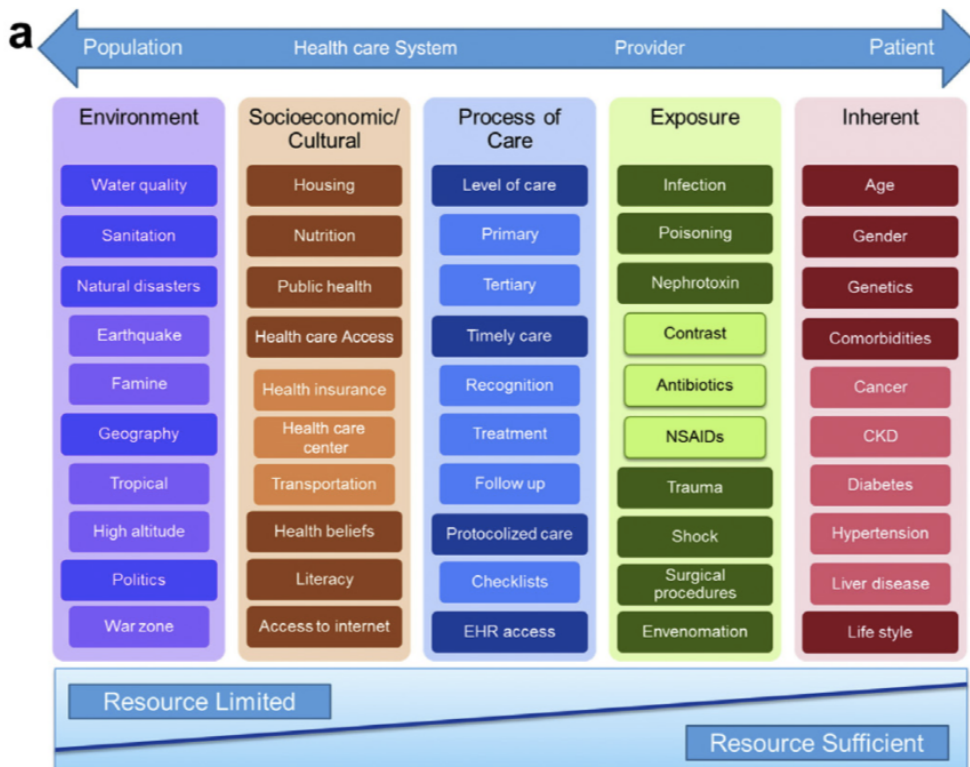 a
Population Health care System Provider Patient
Environment
Water quality
Sanitation
Natural disasters
Earthquake
Famine
Geography
Tropical
High altitude
Politics
War zone
Socioeconomic/
Cultural
Housing
Nutrition
Public health
Health care Access
Health insurance
Health care
center
Transportation
Health beliefs
Literacy
Access to internet
Process of
Care
Level of care
Primary
Tertiary
Timely care
Recognition
Treatment
Follow up
Protocolized care
Checklists
EHR access
Exposure
Infection
Poisoning
Nephrotoxin
Contrast
Antibiotics
NSAIDs
Trauma
Shock
Surgical
procedures
Envenomation
Inherent
Age
Gender
Genetics
Comorbidities
Cancer
CKD
Diabetes
Hypertension
Liver disease
Life style
Resource Limited
Resource Sufficient